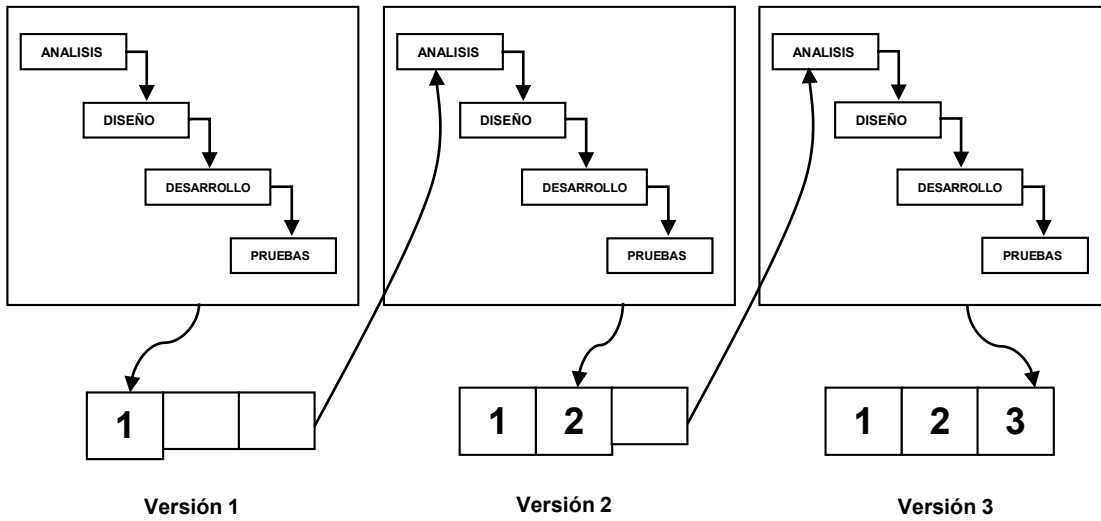 ANALISIS
DISEÑO
DESARROLLO
PRUEBAS
1
Versión 1
ANALISIS
DISEÑO
DESARROLLO
PRUEBAS
1 2
Versión 2
ANALISIS
DISEÑO
DESARROLLO
PRUEBAS
1 2 3
Versión 3